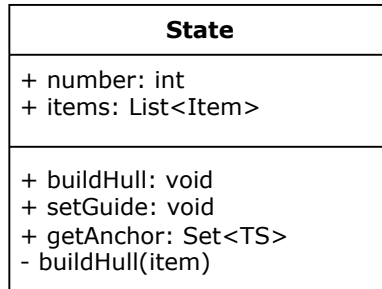 State
+ number: int
+ items: List<Item>
+ buildHull: void
+ setGuide: void
+ getAnchor: Set<TS>
- buildHull(item)